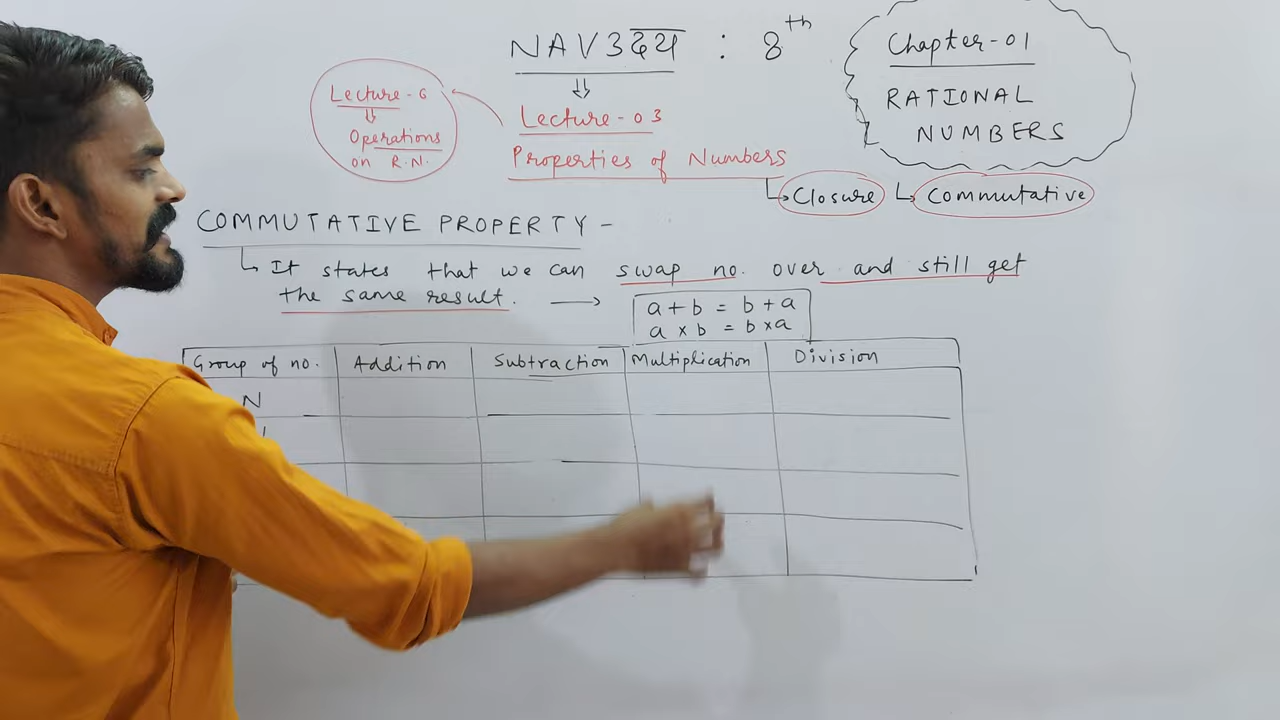 NAV3दय : 8th
Chapter-01
RATIONAL
NUMBERS
Lecture-6
Operations
on R.N.
Lecture-03
Properties of Numbers
Closure
Commutative
COMMUTATIVE PROPERTY -
It states that we can swap no. over and still get
the same result.
a + b = b + a
a × b = b × a
Group of no. Addition Subtraction Multiplication Division
N